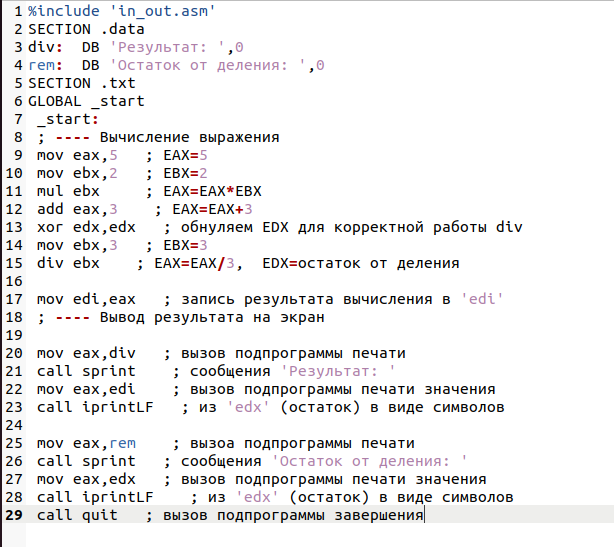 1 %include 'in_out.asm'
2 SECTION .data
3 div:  DB 'Результат: ',0
4 rem:  DB 'Остаток от деления: ',0
5 SECTION .txt
6 GLOBAL _start
7  _start:
8  ; ---- Вычисление выражения
9  mov eax,5   ; EAX=5
10  mov ebx,2   ; EBX=2
11  mul ebx     ; EAX=EAX*EBX
12  add eax,3    ; EAX=EAX+3
13  xor edx,edx   ; обнуляем EDX для корректной работы div
14  mov ebx,3   ; EBX=3
15  div ebx    ; EAX=EAX/3,  EDX=остаток от деления
16
17  mov edi,eax   ; запись результата вычисления в 'edi'
18  ; ---- Вывод результата на экран
19
20  mov eax,div   ; вызов подпрограммы печати
21  call sprint    ; сообщения 'Результат: '
22  mov eax,edi    ; вызов подпрограммы печати значения
23  call iprintLF   ; из 'edx' (остаток) в виде символов
24
25  mov eax,rem    ; вызоа подпрограммы печати
26  call sprint   ; сообщения 'Остаток от деления: '
27  mov eax,edx   ; вызов подпрограммы печати значения
28  call iprintLF    ; из 'edx' (остаток) в виде символов
29  call quit   ; вызов подпрограммы завершения